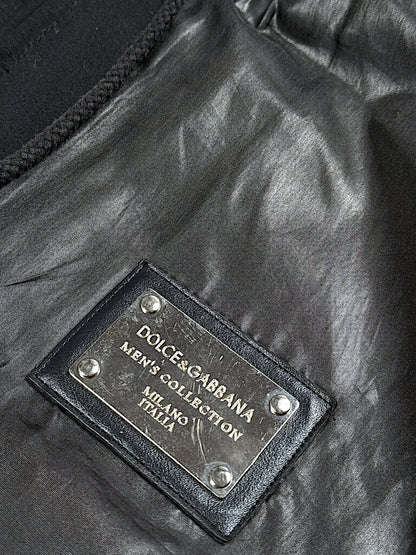 DOLCE&GABBANA
MEN'S COLLECTION
MILANO
ITALIA